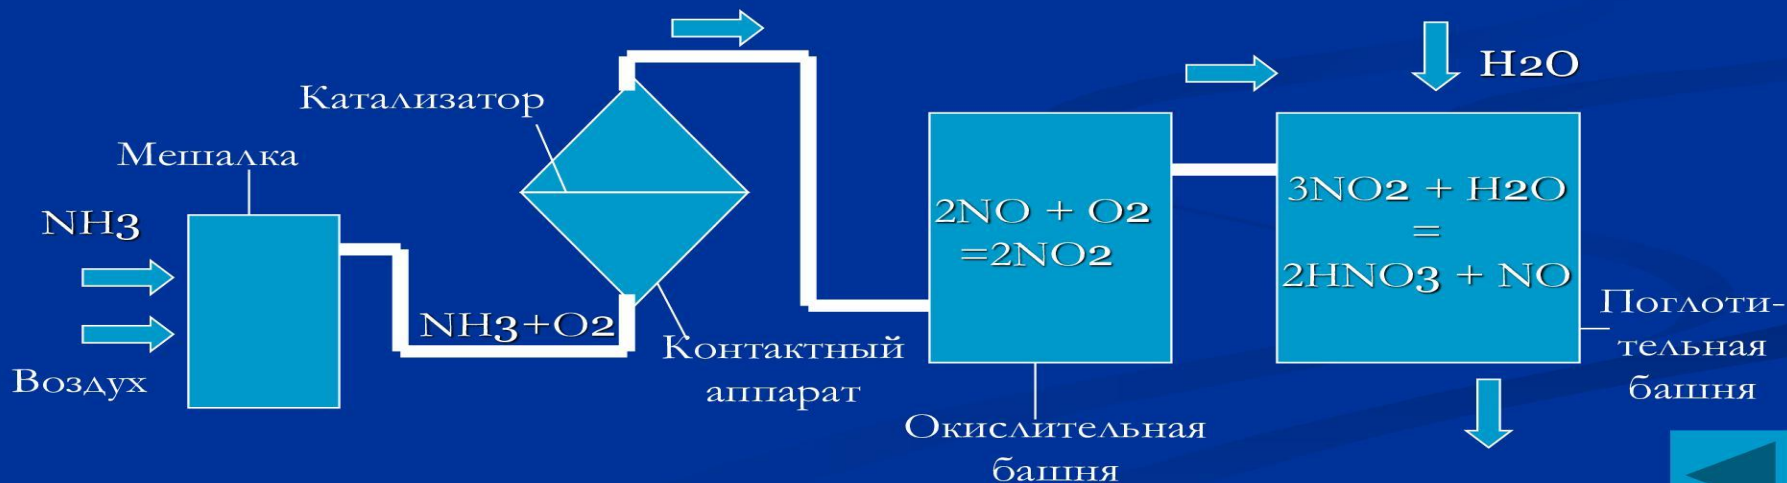 Мешалка
NH3
Воздух
NH3+O2
Катализатор
Контактный
аппарат
2NO + O2
=2NO2
Окислительная
башня
H2O
3NO2 + H2O
=
2HNO3 + NO
Поглоти-
тельная
башня